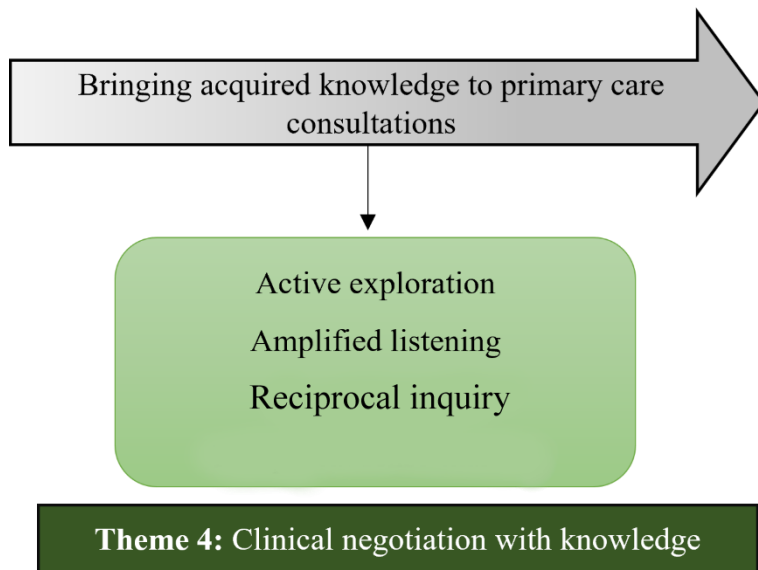 Bringing acquired knowledge to primary care
consultations
Active exploration
Amplified listening
Reciprocal inquiry
Theme 4: Clinical negotiation with knowledge